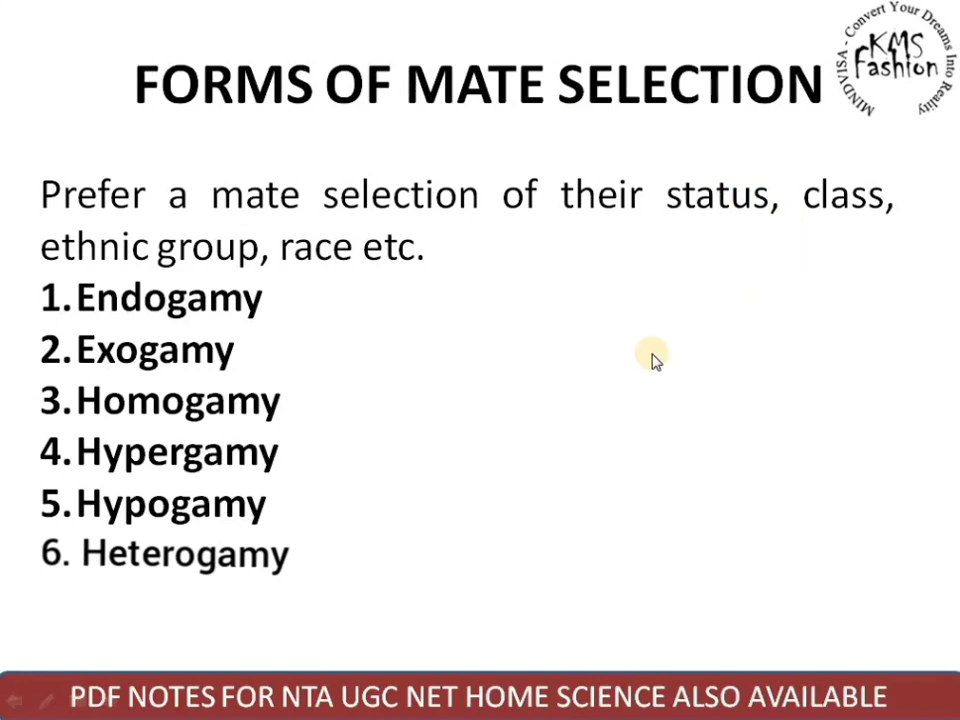 MINDVISA - Convert Your Dreams Into Reality
KMS
Fashion
FORMS OF MATE SELECTION
Prefer a mate selection of their status, class,
ethnic group, race etc.
1. Endogamy
2. Exogamy
3. Homogamy
4. Hypergamy
5. Hypogamy
6. Heterogamy
PDF NOTES FOR NTA UGC NET HOME SCIENCE ALSO AVAILABLE